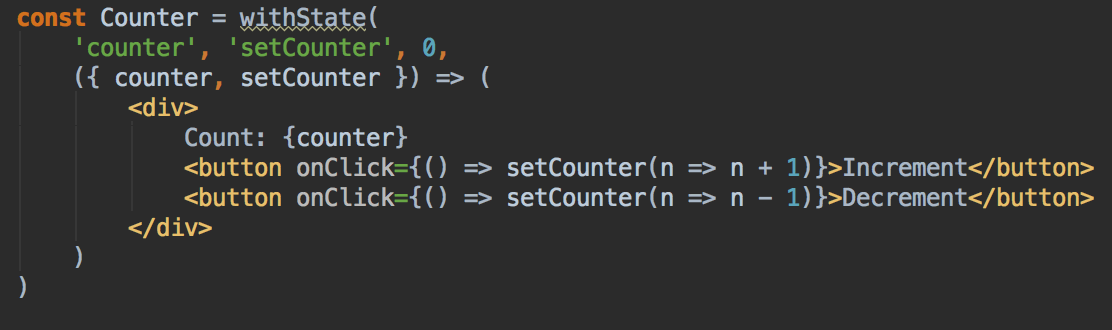 const Counter = withState(
    'counter', 'setCounter', 0,
    ({ counter, setCounter }) => (
        <div>
            Count: {counter}
            <button onClick={() => setCounter(n => n + 1)}>Increment</button>
            <button onClick={() => setCounter(n => n - 1)}>Decrement</button>
        </div>
    )
)